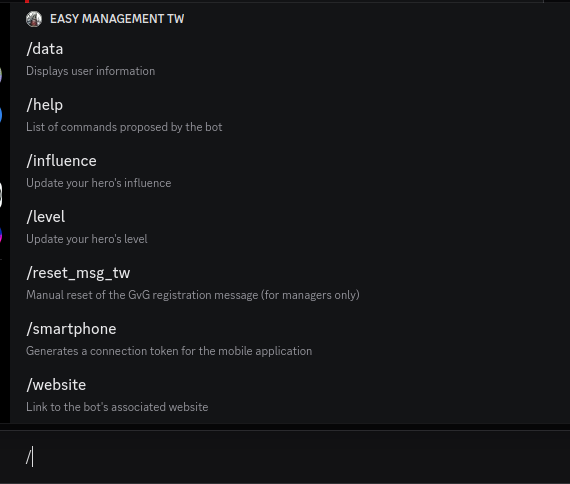 EASY MANAGEMENT TW
/data
Displays user information
/help
List of commands proposed by the bot
/influence
Update your hero's influence
/level
Update your hero's level
/reset_msg_tw
Manual reset of the GvG registration message (for managers only)
/smartphone
Generates a connection token for the mobile application
/website
Link to the bot's associated website
/